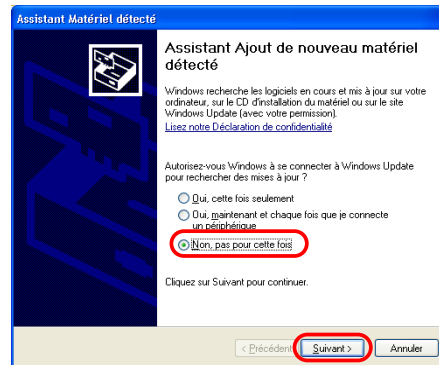 Assistant Matériel détecté
Assistant Ajout de nouveau matériel
détecté
Windows recherche les logiciels en cours et mis à jour sur votre
ordinateur, sur le CD d'installation du matériel ou sur le site
Windows Update (avec votre permission).
Lisez notre Déclaration de confidentialité
Autorisez-vous Windows à se connecter à Windows Update
pour rechercher des mises à jour ?
Oui, cette fois seulement
Oui, maintenant et chaque fois que je connecte
un périphérique
Non, pas pour cette fois
Cliquez sur Suivant pour continuer.
< Précédent
Suivant >
Annuler